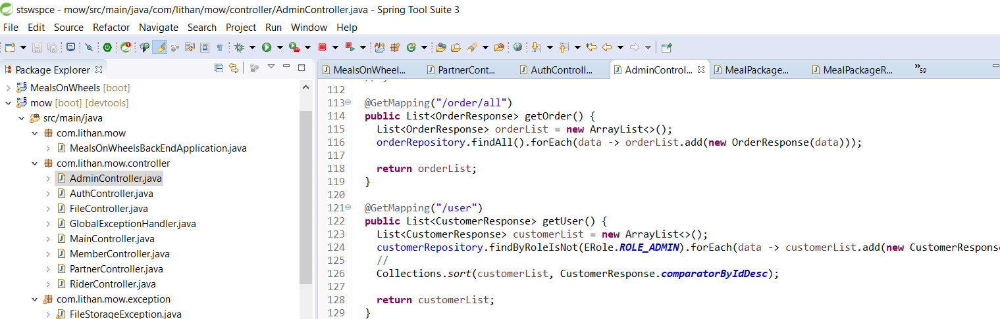 stswspce - mow/src/main/java/com/lithan/mow/controller/AdminController.java - Spring Tool Suite 3
File Edit Source Refactor Navigate Search Project Run Window Help
Package Explorer
MealsOnWheels [boot]
mow [boot] [devtools]
src/main/java
com.lithan.mow
MealsOnWheelsBackEndApplication.java
com.lithan.mow.controller
AdminController.java
AuthController.java
FileController.java
GlobalExceptionHandler.java
MainController.java
MemberController.java
PartnerController.java
RiderController.java
com.lithan.mow.exception
FileStorageException.java
MealsOnWheel... PartnerCont... AuthControll... AdminControl... MealPackage... MealPackageR... »59
112
113 @GetMapping("/order/all")
114 public List<OrderResponse> getOrder() {
115 List<OrderResponse> orderList = new ArrayList<>();
116 orderRepository.findAll().forEach(data -> orderList.add(new OrderResponse(data)));
117
118 return orderList;
119 }
120
121 @GetMapping("/user")
122 public List<CustomerResponse> getUser() {
123 List<CustomerResponse> customerList = new ArrayList<>();
124 customerRepository.findByRoleIsNot(ERole.ROLE_ADMIN).forEach(data -> customerList.add(new CustomerRespons
125 //
126 Collections.sort(customerList, CustomerResponse.comparatorByIdDesc);
127
128 return customerList;
129 }